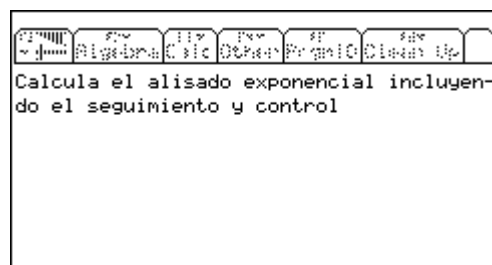 Algebra Calc Other PrgmIO Clean Up
Calcula el alisado exponencial incluyen-
do el seguimiento y control